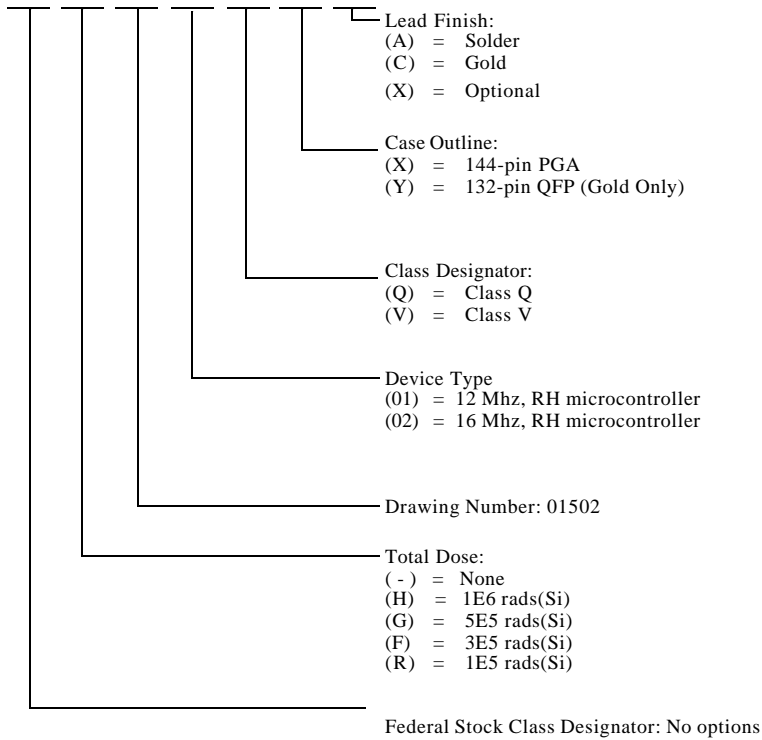 Lead Finish:
(A) = Solder
(C) = Gold
(X) = Optional
Case Outline:
(X) = 144-pin PGA
(Y) = 132-pin QFP (Gold Only)
Class Designator:
(Q) = Class Q
(V) = Class V
Device Type
(01) = 12 Mhz, RH microcontroller
(02) = 16 Mhz, RH microcontroller
Drawing Number: 01502
Total Dose:
( - ) = None
(H) = 1E6 rads(Si)
(G) = 5E5 rads(Si)
(F) = 3E5 rads(Si)
(R) = 1E5 rads(Si)
Federal Stock Class Designator: No options